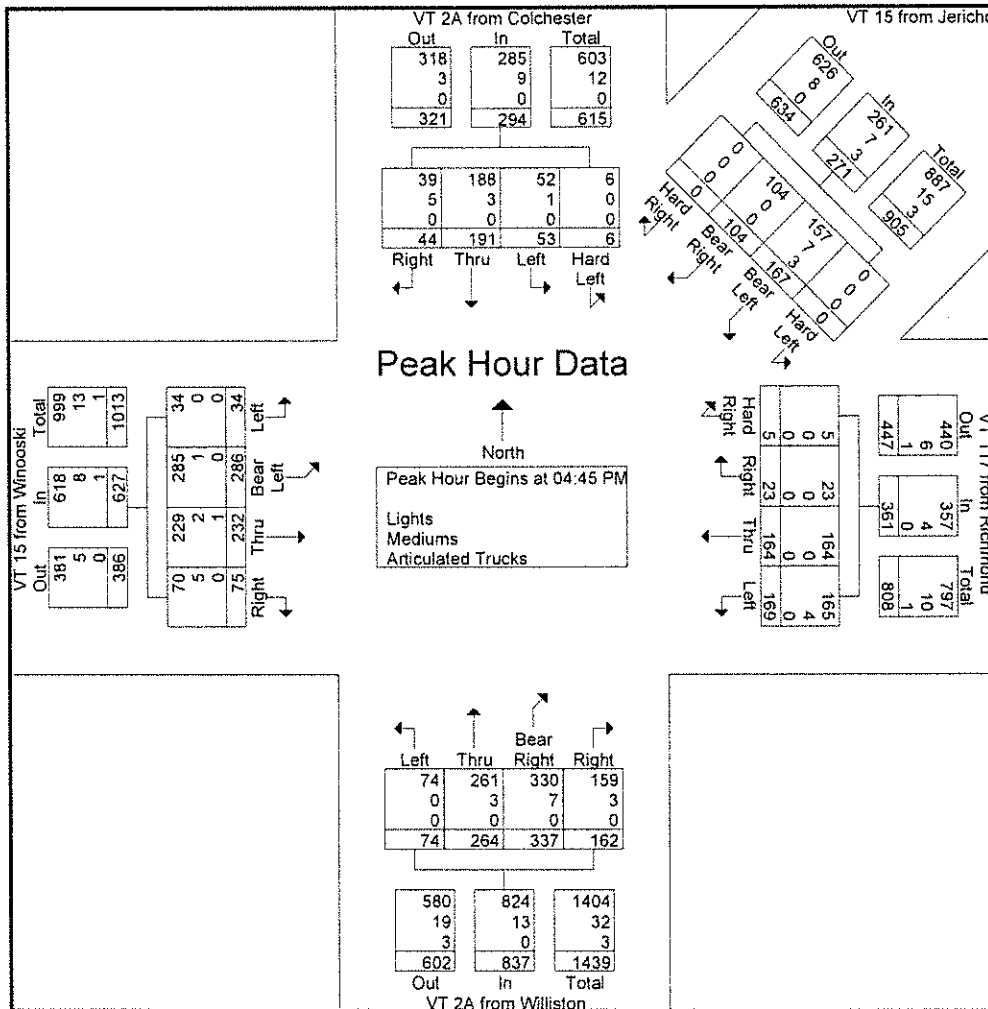 VT 2A from Colchester
Out In Total
318 285 603
3 9 12
0 0 0
321 294 615
39 188 52 6
5 3 1 0
0 0 0 0
44 191 53 6
Right Thru Left Hard Left
VT 15 from Jericho
Out In Total
626 261 887
8 7 15
0 3 3
634 271 905
0 104 157 0
0 0 7 0
0 0 3 0
0 104 167 0
Hard Right Bear Right Bear Left Hard Left
Peak Hour Data
North
Peak Hour Begins at 04:45 PM
Lights
Mediums
Articulated Trucks
VT 15 from Winooski
Total In Out
999 618 381
13 8 5
1 1 0
1013 627 386
34 285 229 70
0 1 2 5
0 0 1 0
34 286 232 75
Left Bear Left Thru Right
VT 117 from Richmond
Out In Total
440 357 797
6 4 10
1 0 1
447 361 808
5 23 164 165
0 0 0 4
0 0 0 0
5 23 164 169
Hard Right Right Thru Left
Left Thru Bear Right Right
74 261 330 159
0 3 7 3
0 0 0 0
74 264 337 162
580 824 1404
19 13 32
3 0 3
602 837 1439
Out In Total
VT 2A from Williston